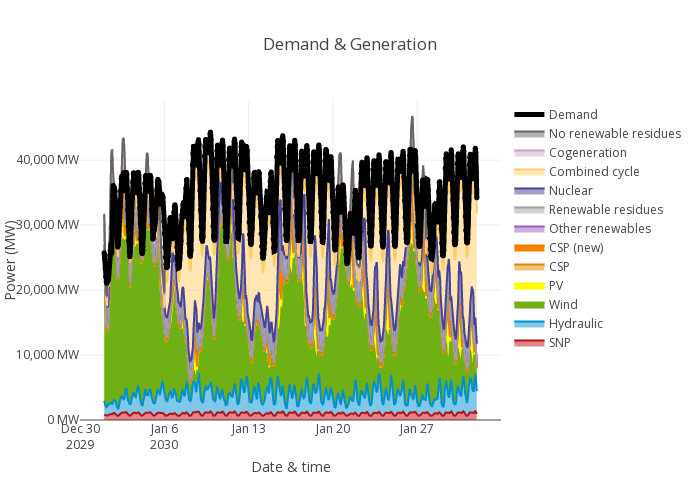 Demand & Generation
Power (MW)
40,000 MW
30,000 MW
20,000 MW
10,000 MW
0 MW
Dec 30
2029
Jan 6
2030
Jan 13
Jan 20
Jan 27
Date & time
Demand
No renewable residues
Cogeneration
Combined cycle
Nuclear
Renewable residues
Other renewables
CSP (new)
CSP
PV
Wind
Hydraulic
SNP